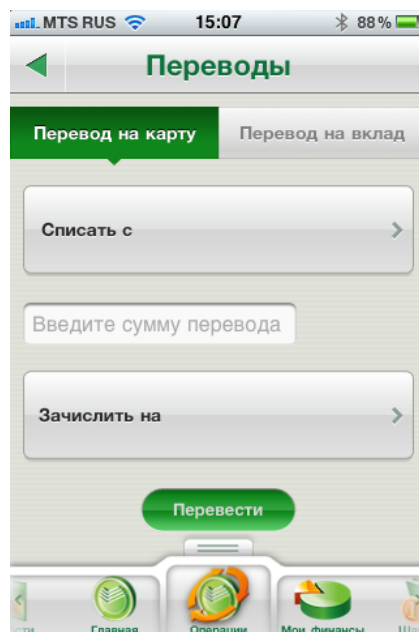 MTS RUS 15:07 88 %
Переводы
Перевод на карту Перевод на вклад
Списать с
Введите сумму перевода
Зачислить на
Перевести
Главная Операции Мои финансы